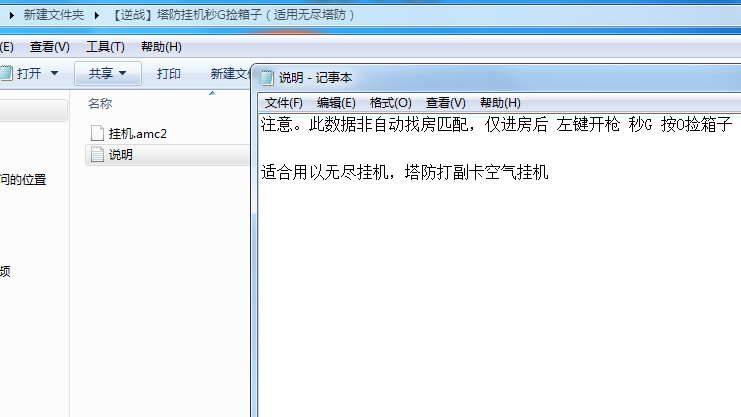 新建文件夹 ▸ 【逆战】塔防挂机秒G捡箱子（适用无尽塔防）
(E) 查看(V) 工具(T) 帮助(H)
打开 共享 打印 新建文
名称
挂机.amc2
说明
问的位置
说明 - 记事本
文件(F) 编辑(E) 格式(O) 查看(V) 帮助(H)
注意。此数据非自动找房匹配，仅进房后 左键开枪 秒G 按O捡箱子
适合用以无尽挂机，塔防打副卡空气挂机